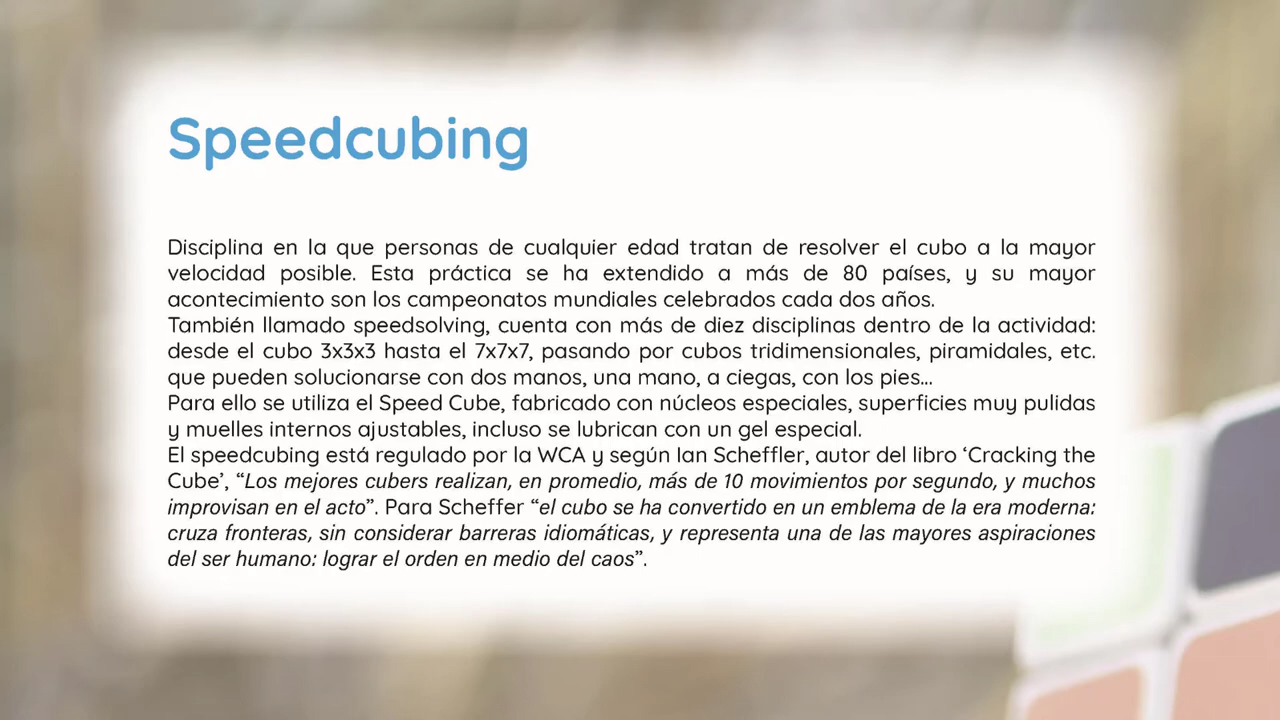 Speedcubing
Disciplina en la que personas de cualquier edad tratan de resolver el cubo a la mayor
velocidad posible. Esta práctica se ha extendido a más de 80 países, y su mayor
acontecimiento son los campeonatos mundiales celebrados cada dos años.
También llamado speedsolving, cuenta con más de diez disciplinas dentro de la actividad:
desde el cubo 3x3x3 hasta el 7x7x7, pasando por cubos tridimensionales, piramidales, etc.
que pueden solucionarse con dos manos, una mano, a ciegas, con los pies...
Para ello se utiliza el Speed Cube, fabricado con núcleos especiales, superficies muy pulidas
y muelles internos ajustables, incluso se lubrican con un gel especial.
El speedcubing está regulado por la WCA y según Ian Scheffler, autor del libro ‘Cracking the
Cube’, “Los mejores cubers realizan, en promedio, más de 10 movimientos por segundo, y muchos
improvisan en el acto”. Para Scheffer “el cubo se ha convertido en un emblema de la era moderna:
cruza fronteras, sin considerar barreras idiomáticas, y representa una de las mayores aspiraciones
del ser humano: lograr el orden en medio del caos”.